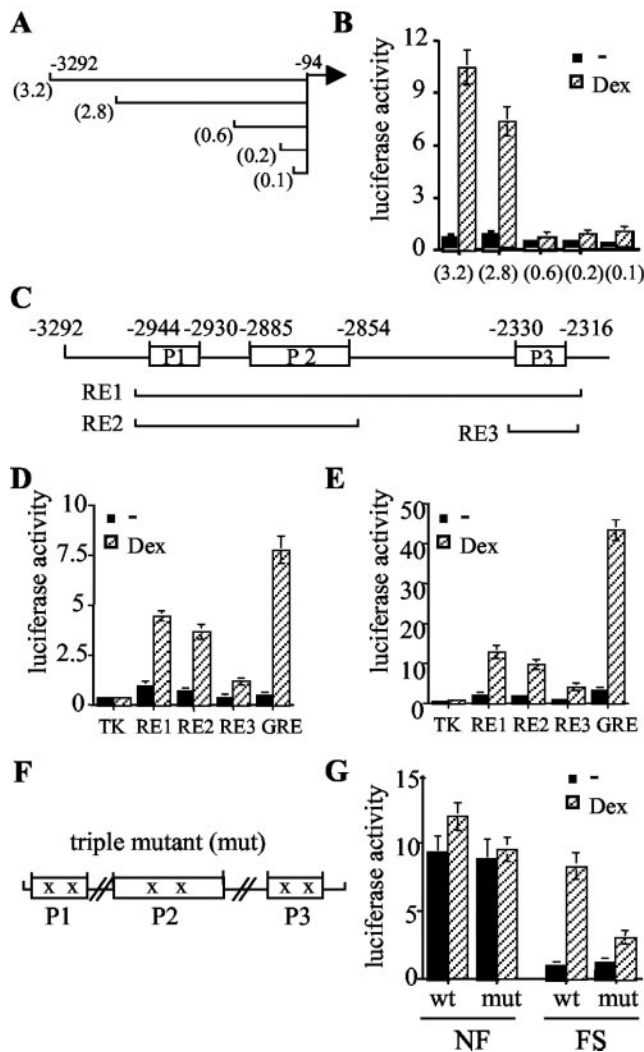 A
-3292 -94
(3.2)
(2.8)
(0.6)
(0.2)
(0.1)
B
luciferase activity
12
9
6
3
0
-
Dex
(3.2) (2.8) (0.6) (0.2) (0.1)
C
-3292 -2944 -2930 -2885 -2854 -2330 -2316
P1 P 2 P3
RE1
RE2 RE3
D
luciferase activity
10
7.5
5
2.5
0
-
Dex
TK RE1 RE2 RE3 GRE
E
luciferase activity
50
40
30
20
10
0
-
Dex
TK RE1 RE2 RE3 GRE
F
triple mutant (mut)
x x x x x x
P1 P2 P3
G
luciferase activity
15
10
5
0
-
Dex
wt mut wt mut
NF FS